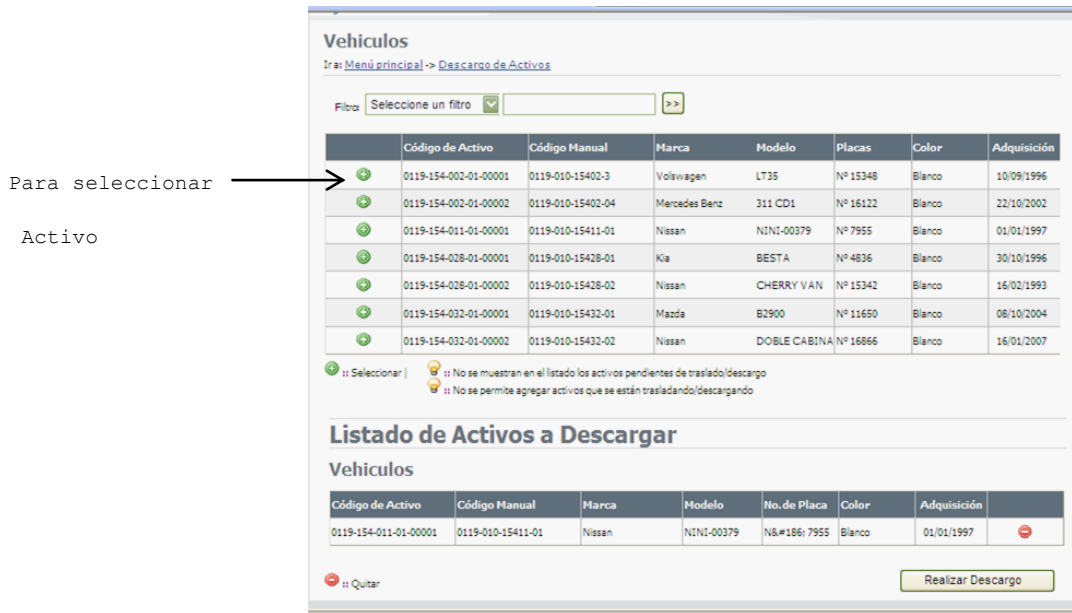 Vehiculos
Ir a: Menú principal -> Descargo de Activos
Filtro: Seleccione un filtro >>
Código de Activo Código Manual Marca Modelo Placas Color Adquisición
0119-154-002-01-00001 0119-010-15402-3 Volswagen LT35 Nº 15348 Blanco 10/09/1996
Para seleccionar
0119-154-002-01-00002 0119-010-15402-04 Mercedes Benz 311 CD1 Nº 16122 Blanco 22/10/2002
Activo
0119-154-011-01-00001 0119-010-15411-01 Nissan NINI-00379 Nº 7955 Blanco 01/01/1997
0119-154-028-01-00001 0119-010-15428-01 Kia BESTA Nº 4836 Blanco 30/10/1996
0119-154-028-01-00002 0119-010-15428-02 Nissan CHERRY VAN Nº 15342 Blanco 16/02/1993
0119-154-032-01-00001 0119-010-15432-01 Mazda B2900 Nº 11650 Blanco 08/10/2004
0119-154-032-01-00002 0119-010-15432-02 Nissan DOBLE CABINA Nº 16866 Blanco 16/01/2007
:: Seleccionar | :: No se muestran en el listado los activos pendientes de traslado/descargo
:: No se permite agregar activos que se están trasladando/descargando
Listado de Activos a Descargar
Vehiculos
Código de Activo Código Manual Marca Modelo No.de Placa Color Adquisición
0119-154-011-01-00001 0119-010-15411-01 Nissan NINI-00379 N&#186; 7955 Blanco 01/01/1997
:: Quitar
Realizar Descargo